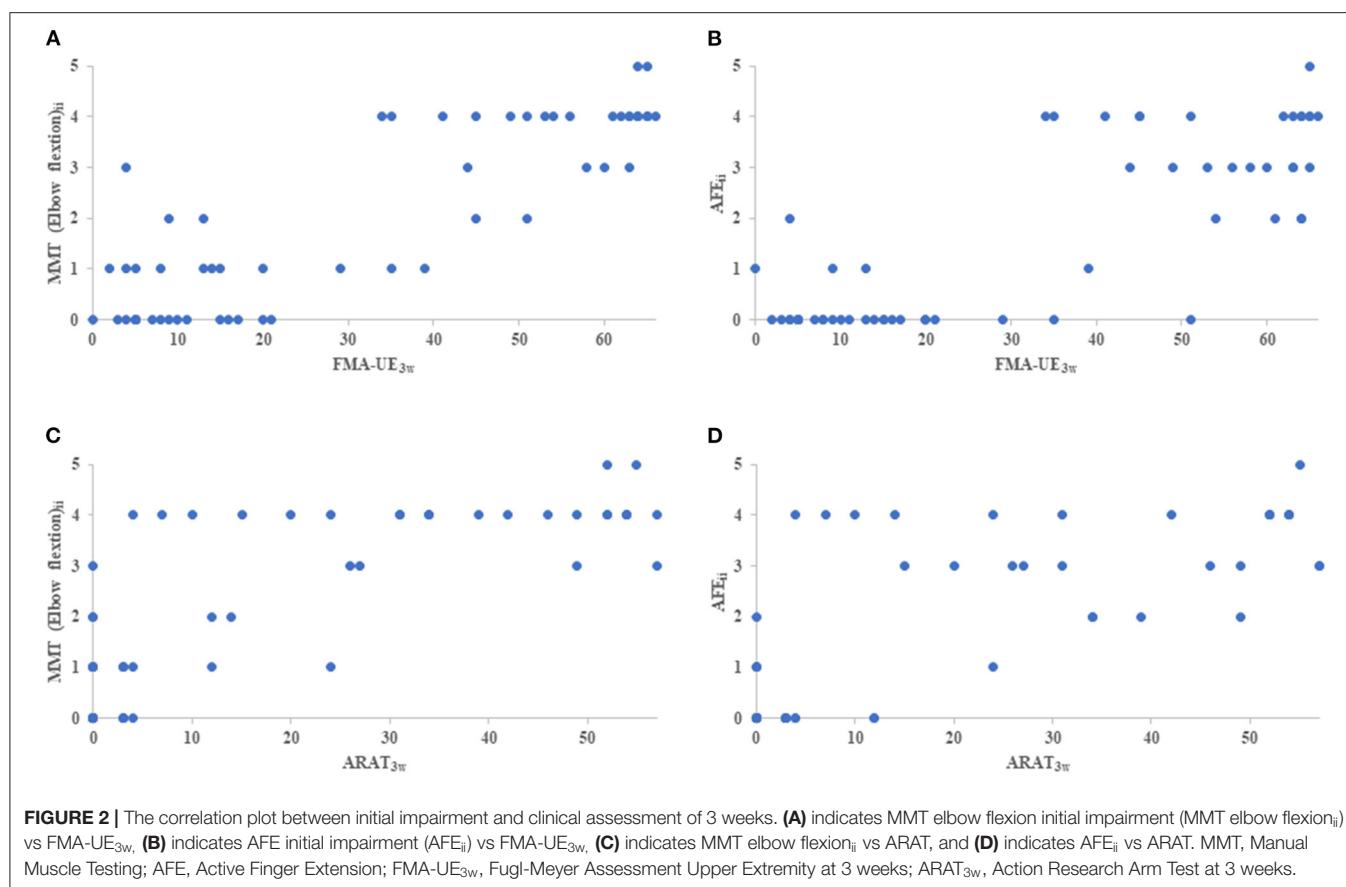 A
5
4
3
2
1
0
MMT (Elbow flextion)ii
0 10 20 30 40 50 60
FMA-UE3w
B
5
4
3
2
1
0
AFEii
0 10 20 30 40 50 60
FMA-UE3w
C
5
4
3
2
1
0
MMT (Elbow flextion)ii
0 10 20 30 40 50
ARAT3w
D
5
4
3
2
1
0
AFEii
0 10 20 30 40 50
ARAT3w
FIGURE 2 | The correlation plot between initial impairment and clinical assessment of 3 weeks. (A) indicates MMT elbow flexion initial impairment (MMT elbow flexionii)
vs FMA-UE3w, (B) indicates AFE initial impairment (AFEii) vs FMA-UE3w, (C) indicates MMT elbow flexionii vs ARAT, and (D) indicates AFEii vs ARAT. MMT, Manual
Muscle Testing; AFE, Active Finger Extension; FMA-UE3w, Fugl-Meyer Assessment Upper Extremity at 3 weeks; ARAT3w, Action Research Arm Test at 3 weeks.